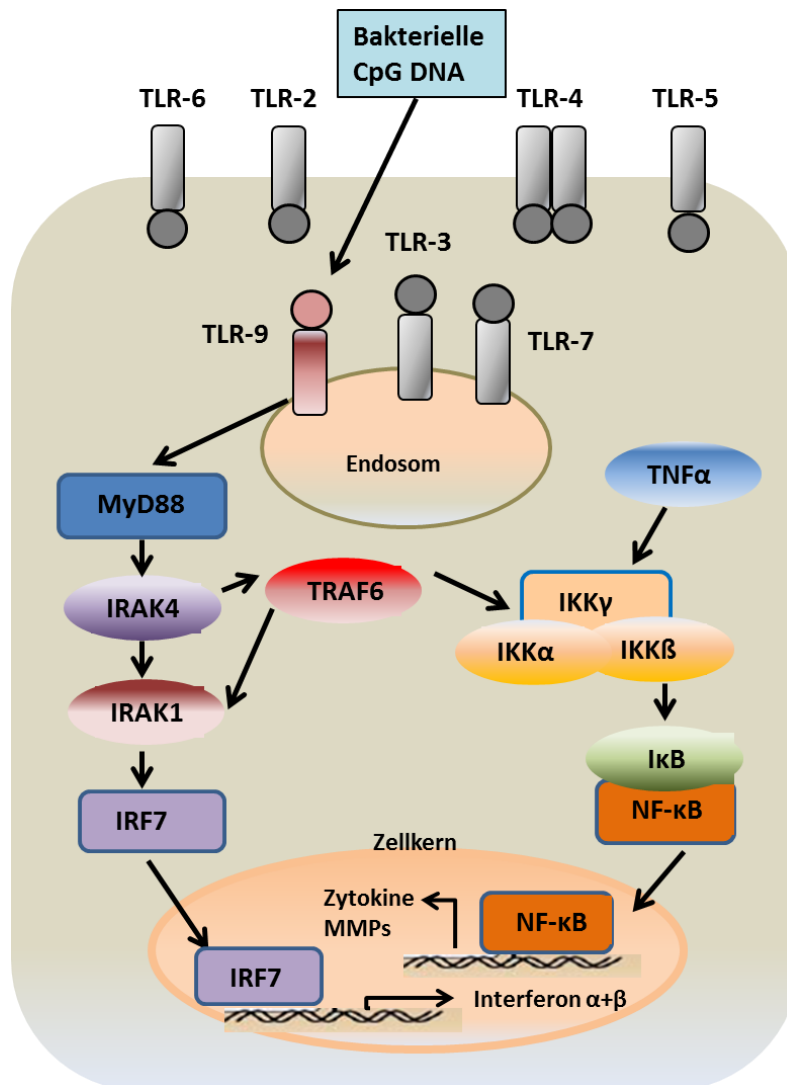 Bakterielle
CpG DNA
TLR-6
TLR-2
TLR-4
TLR-5
TLR-3
TLR-9
TLR-7
Endosom
TNFα
MyD88
IRAK4
TRAF6
IKKγ
IKKα
IKKß
IRAK1
IκB
IRF7
NF-κB
Zellkern
Zytokine
MMPs
NF-κB
IRF7
Interferon α+β